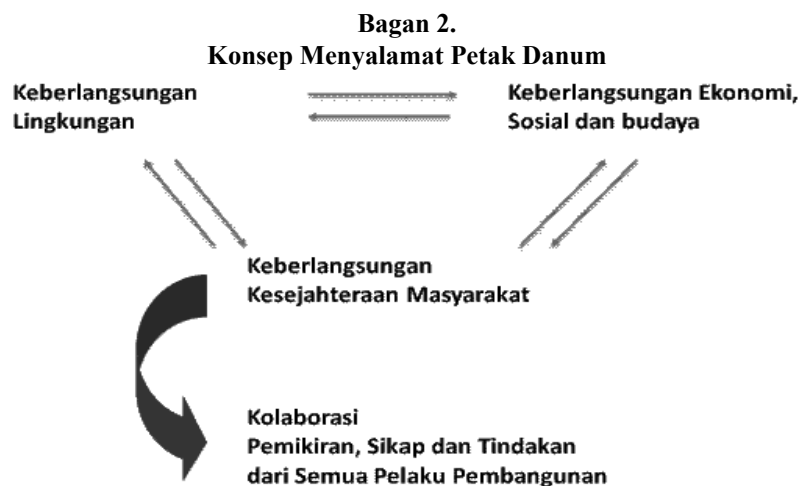 Bagan 2.
Konsep Menyalamat Petak Danum
Keberlangsungan
Lingkungan
Keberlangsungan Ekonomi,
Sosial dan budaya
Keberlangsungan
Kesejahteraan Masyarakat
Kolaborasi
Pemikiran, Sikap dan Tindakan
dari Semua Pelaku Pembangunan